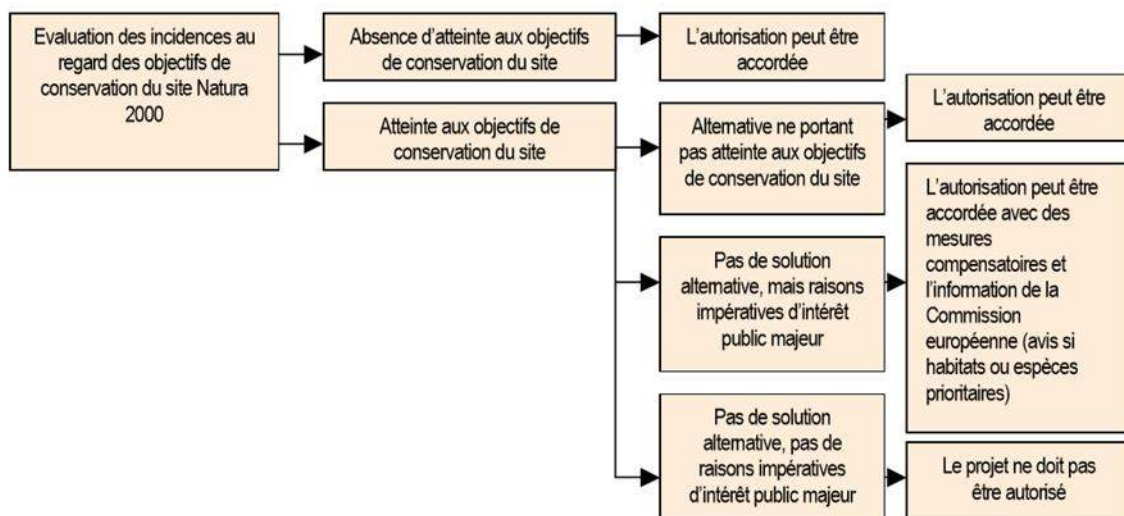 Evaluation des incidences au
regard des objectifs de
conservation du site Natura
2000
Absence d'atteinte aux objectifs
de conservation du site
L'autorisation peut être
accordée
Atteinte aux objectifs de
conservation du site
Alternative ne portant
pas atteinte aux objectifs
de conservation du site
L'autorisation peut être
accordée
Pas de solution
alternative, mais raisons
impératives d'intérêt
public majeur
L'autorisation peut être
accordée avec des
mesures
compensatoires et
l'information de la
Commission
européenne (avis si
habitats ou espèces
prioritaires)
Pas de solution
alternative, pas de
raisons impératives
d'intérêt public majeur
Le projet ne doit pas
être autorisé